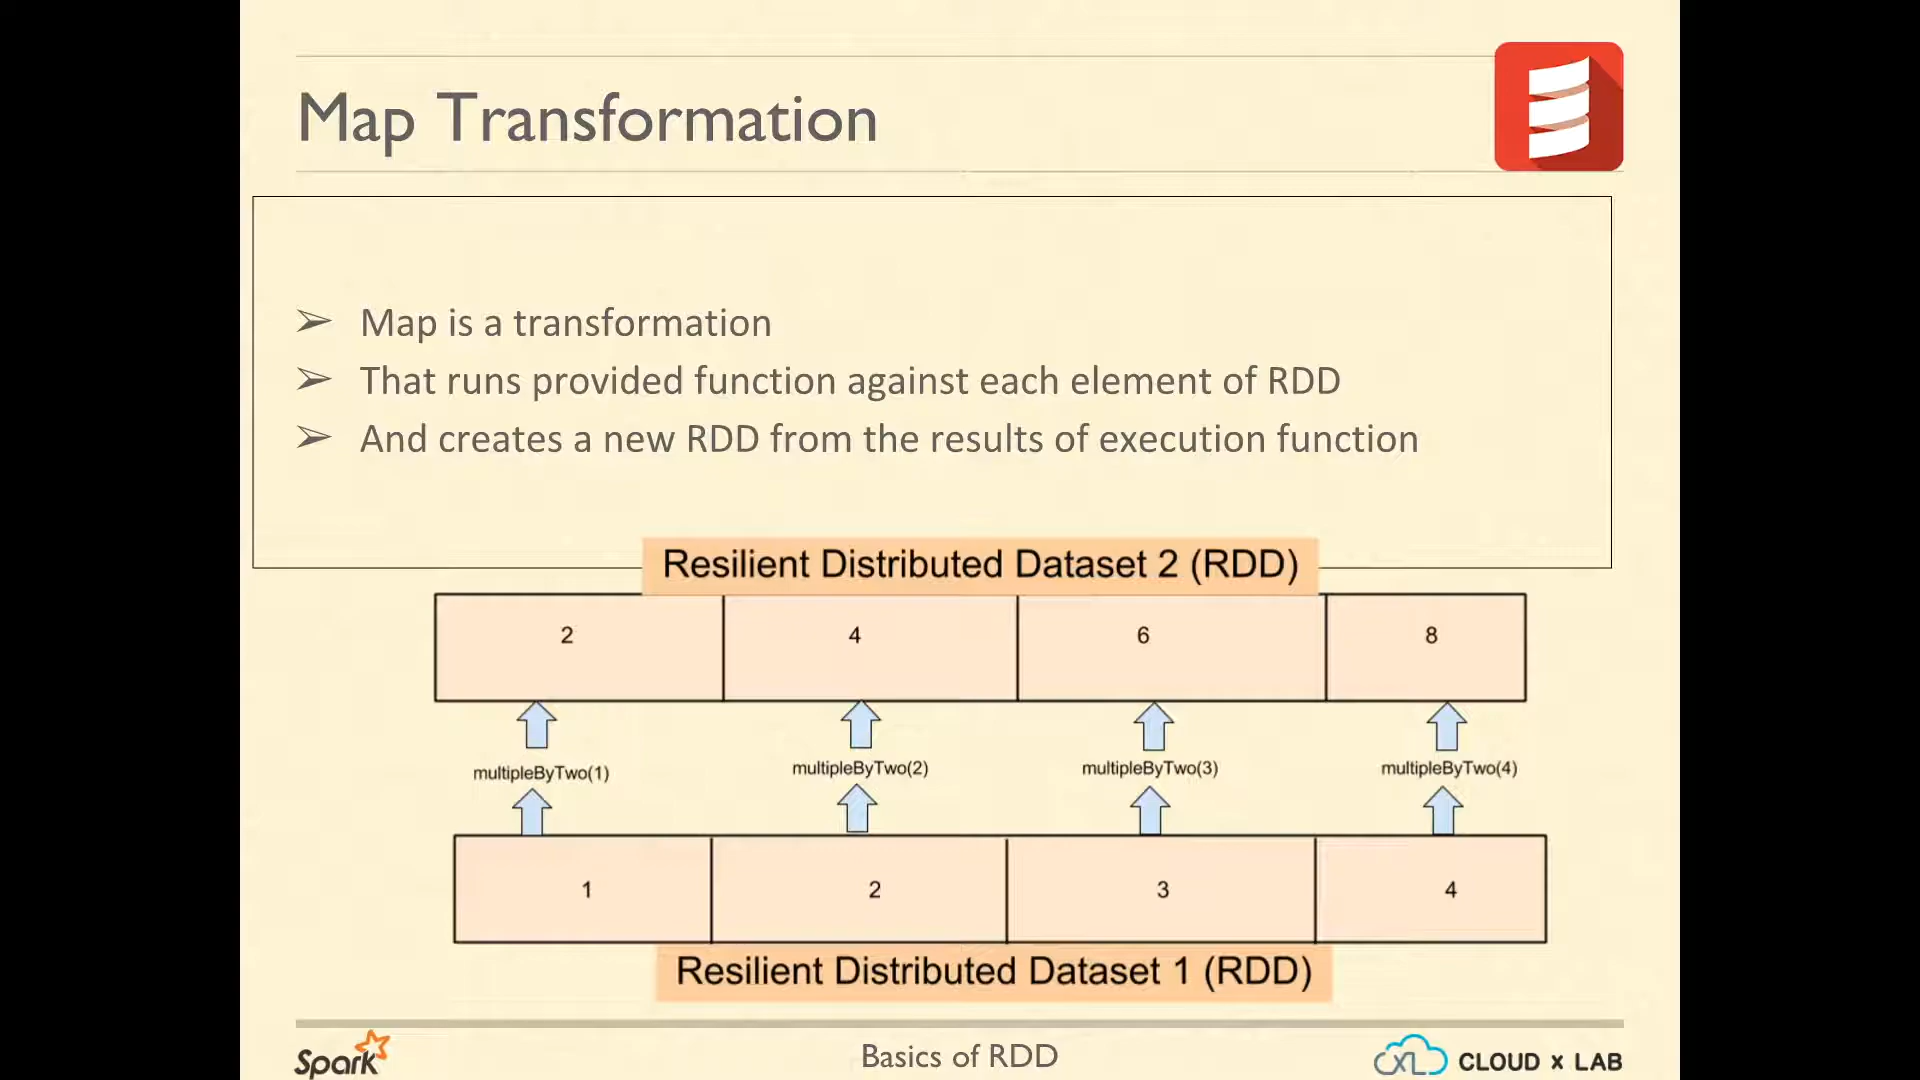 Map Transformation
➢ Map is a transformation
➢ That runs provided function against each element of RDD
➢ And creates a new RDD from the results of execution function
Resilient Distributed Dataset 2 (RDD)
2 4 6 8
multipleByTwo(1) multipleByTwo(2) multipleByTwo(3) multipleByTwo(4)
1 2 3 4
Resilient Distributed Dataset 1 (RDD)
Spark Basics of RDD XL CLOUD x LAB